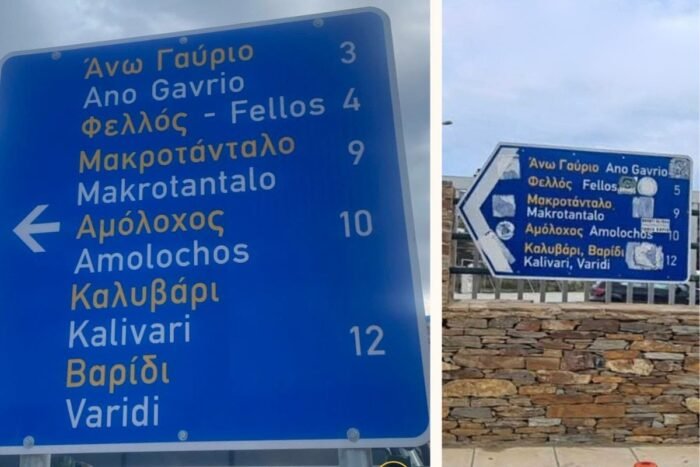 Άνω Γαύριο 3
Ano Gavrio
Φελλός - Fellos 4
Μακροτάνταλο 9
Makrotantalo
Αμόλοχος 10
Amolochos
Καλυβάρι
Kalivari 12
Βαρίδι
Varidi
Άνω Γαύριο Ano Gavrio
Φελλός Fellos 5
Μακροτάνταλο,
Makrotantalo 9
Αμόλοχος Amolochos 10
Καλυβάρι, Βαρίδι
Kalivari, Varidi 12